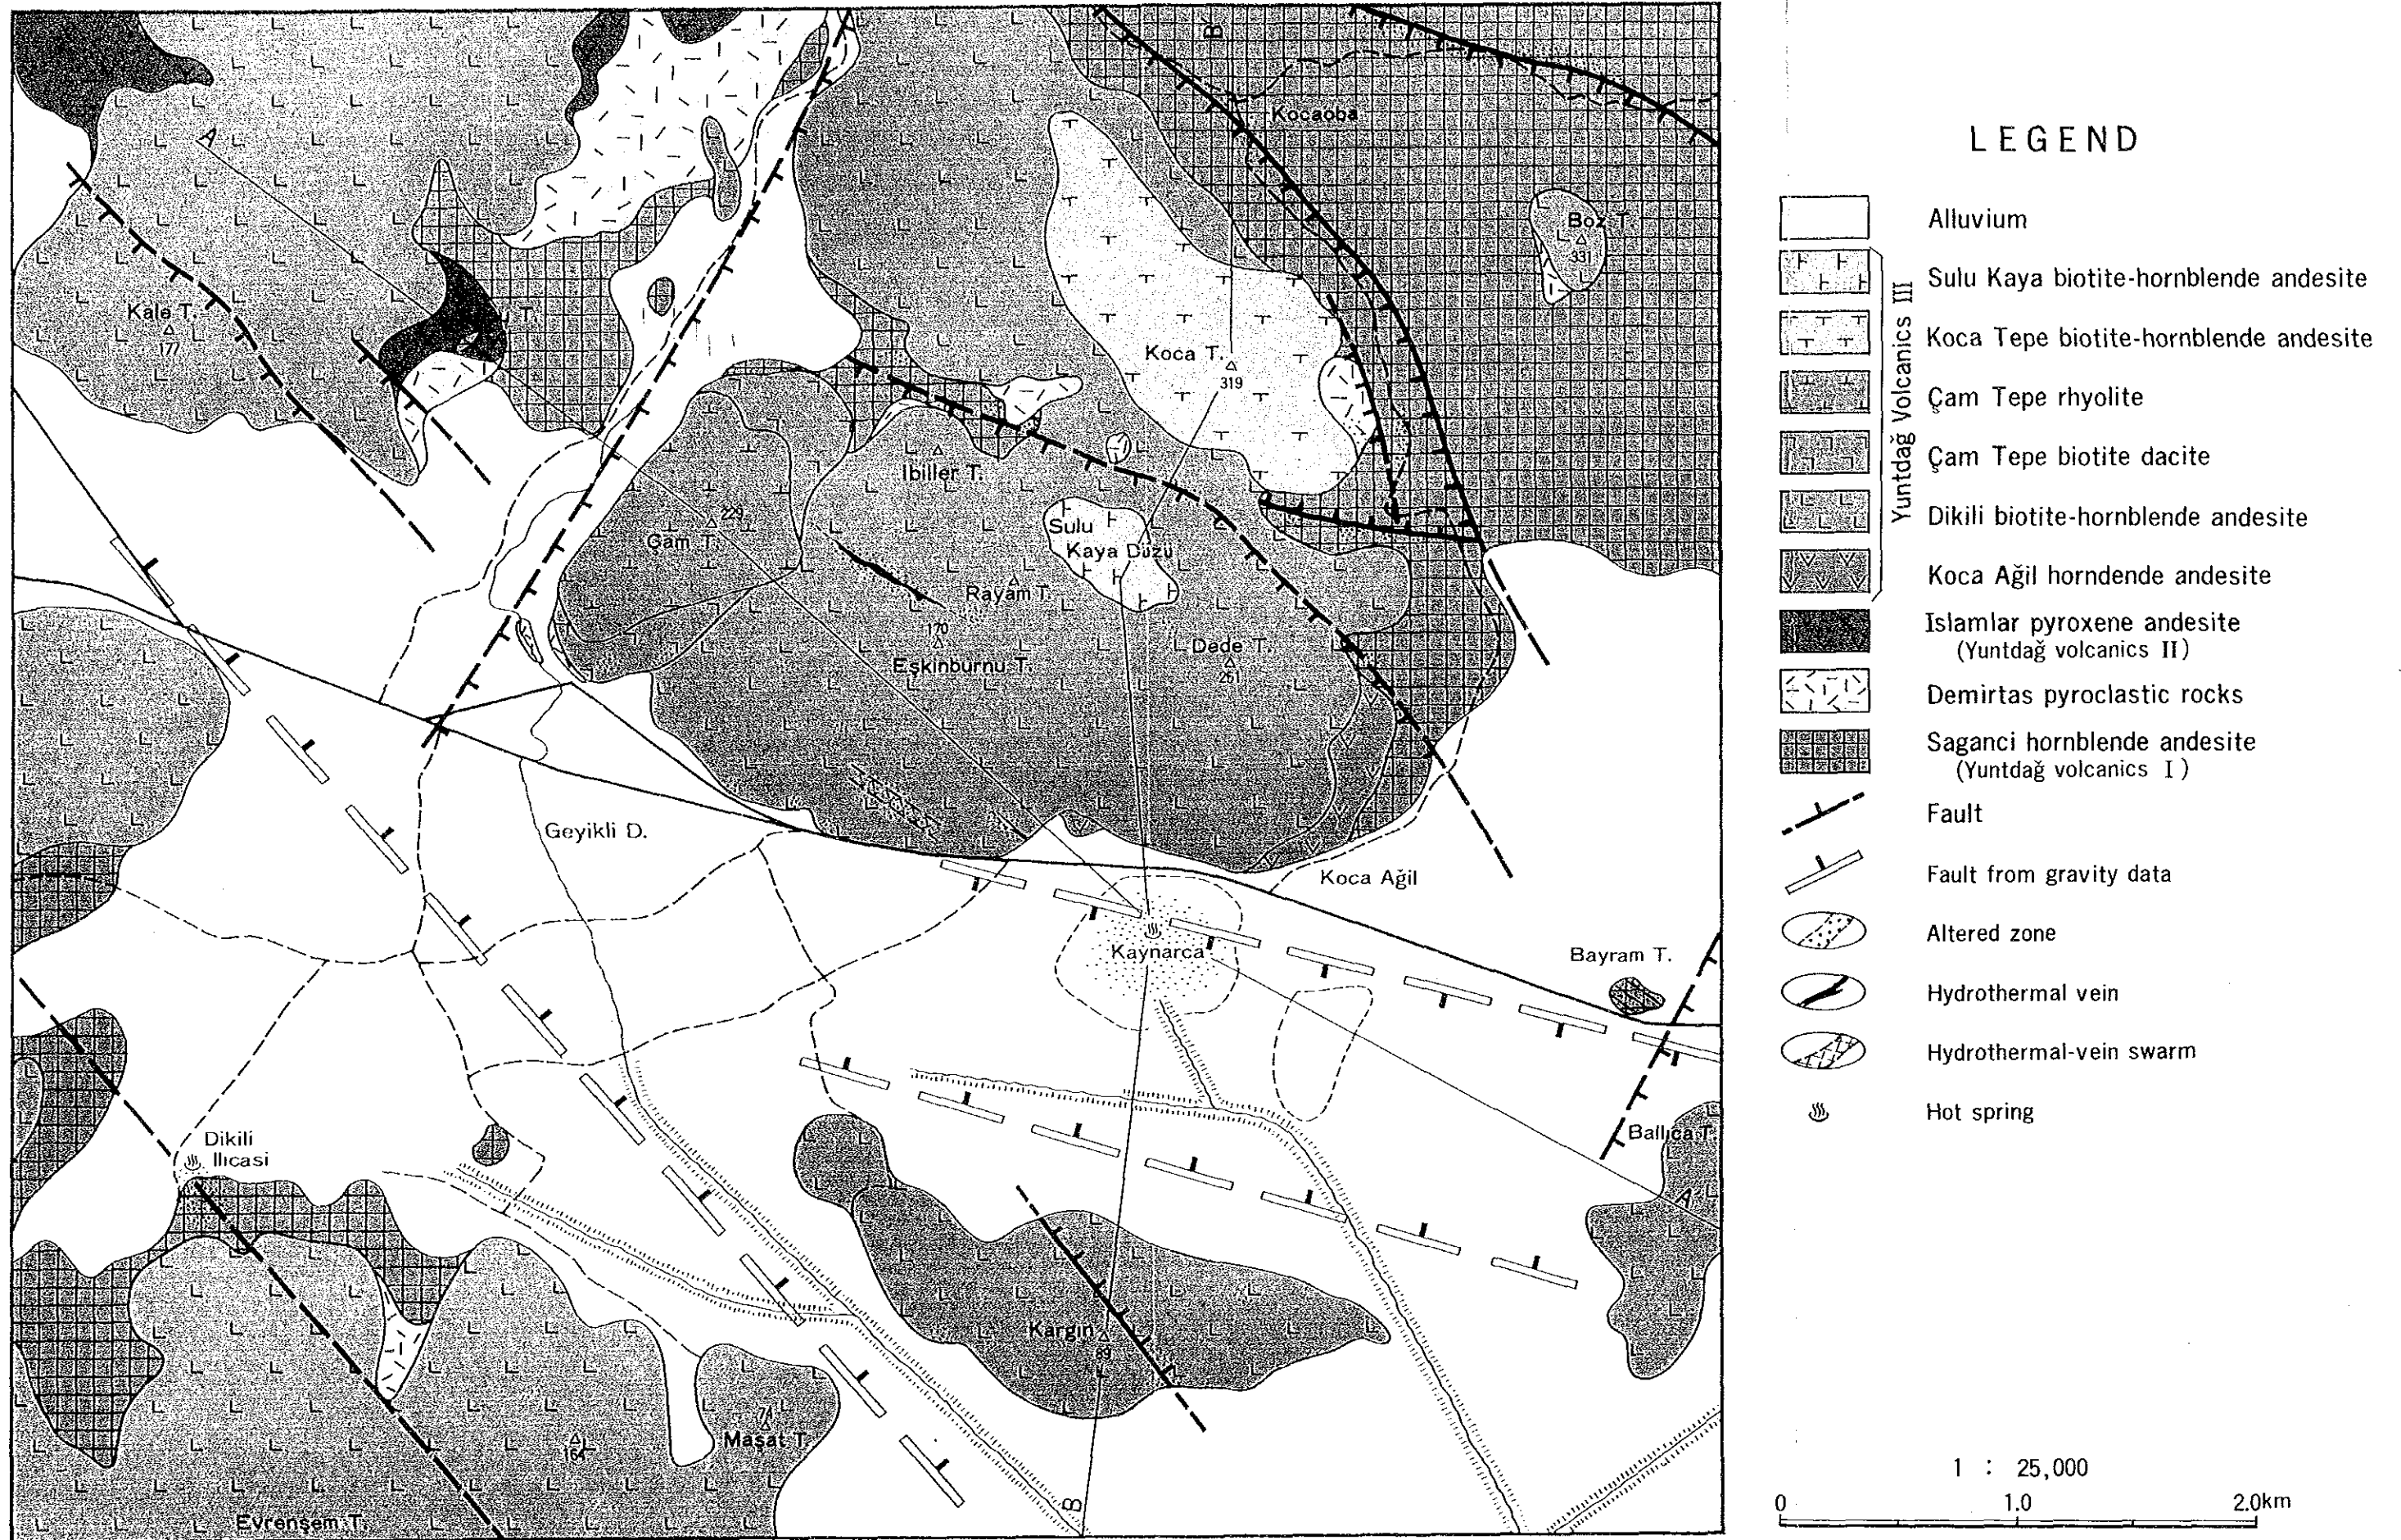 B
Kocaoba
A
Boz T.
331
Kale T.
177
T.
Koca T.
319
Ibiller T.
229
Çam T.
Sulu
Kaya Düzü
Rayam T.
170
Eşkinburnu T.
Dede T.
251
Geyikli D.
Koca Ağil
Kaynarca
Bayram T.
Dikili
Ilıcasi
Ballıca T.
A
Kargın
89
71
Maşat T.
164
B
Evrenşem T.
LEGEND
Alluvium
Sulu Kaya biotite-hornblende andesite
Koca Tepe biotite-hornblende andesite
Çam Tepe rhyolite
Çam Tepe biotite dacite
Dikili biotite-hornblende andesite
Koca Ağil horndende andesite
Yuntdağ Volcanics III
Islamlar pyroxene andesite
(Yuntdağ volcanics II)
Demirtas pyroclastic rocks
Saganci hornblende andesite
(Yuntdağ volcanics I)
Fault
Fault from gravity data
Altered zone
Hydrothermal vein
Hydrothermal-vein swarm
Hot spring
1 : 25,000
0 1.0 2.0km